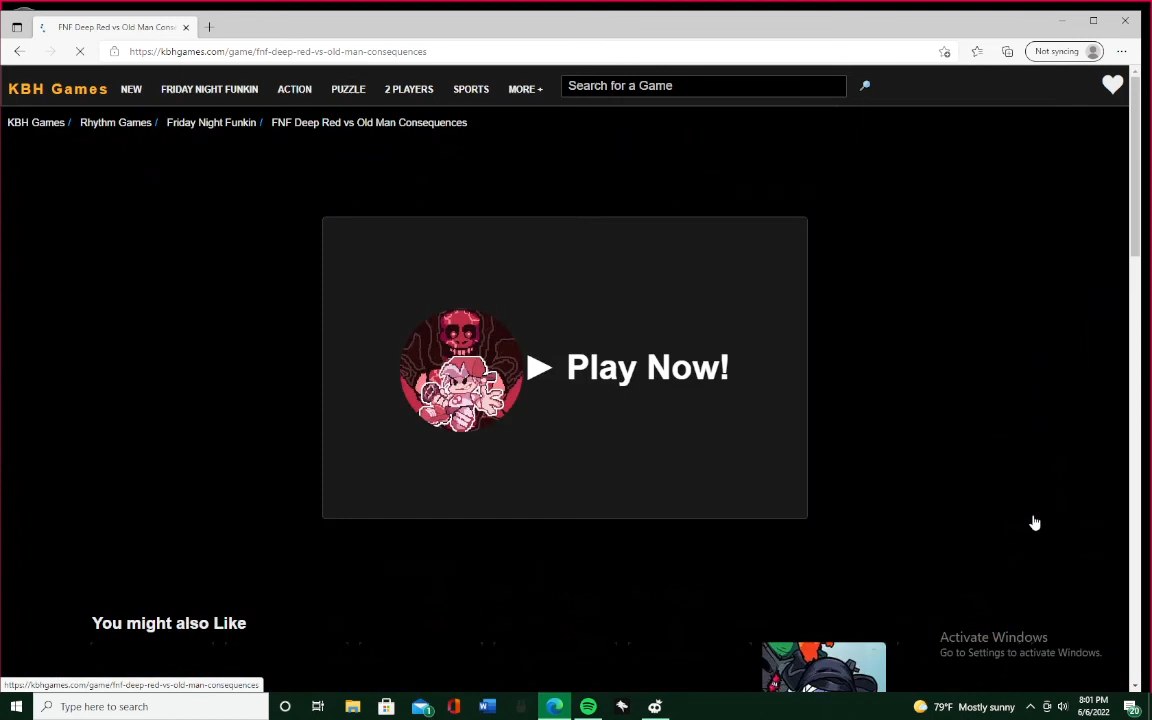 FNF Deep Red vs Old Man Cons
https://kbhgames.com/game/fnf-deep-red-vs-old-man-consequences
Not syncing
KBH Games NEW FRIDAY NIGHT FUNKIN ACTION PUZZLE 2 PLAYERS SPORTS MORE + Search for a Game
KBH Games / Rhythm Games / Friday Night Funkin / FNF Deep Red vs Old Man Consequences
Play Now!
You might also Like
Activate Windows
Go to Settings to activate Windows.
https://kbhgames.com/game/fnf-deep-red-vs-old-man-consequences
Type here to search
1
79°F Mostly sunny
8:01 PM
6/6/2022
20